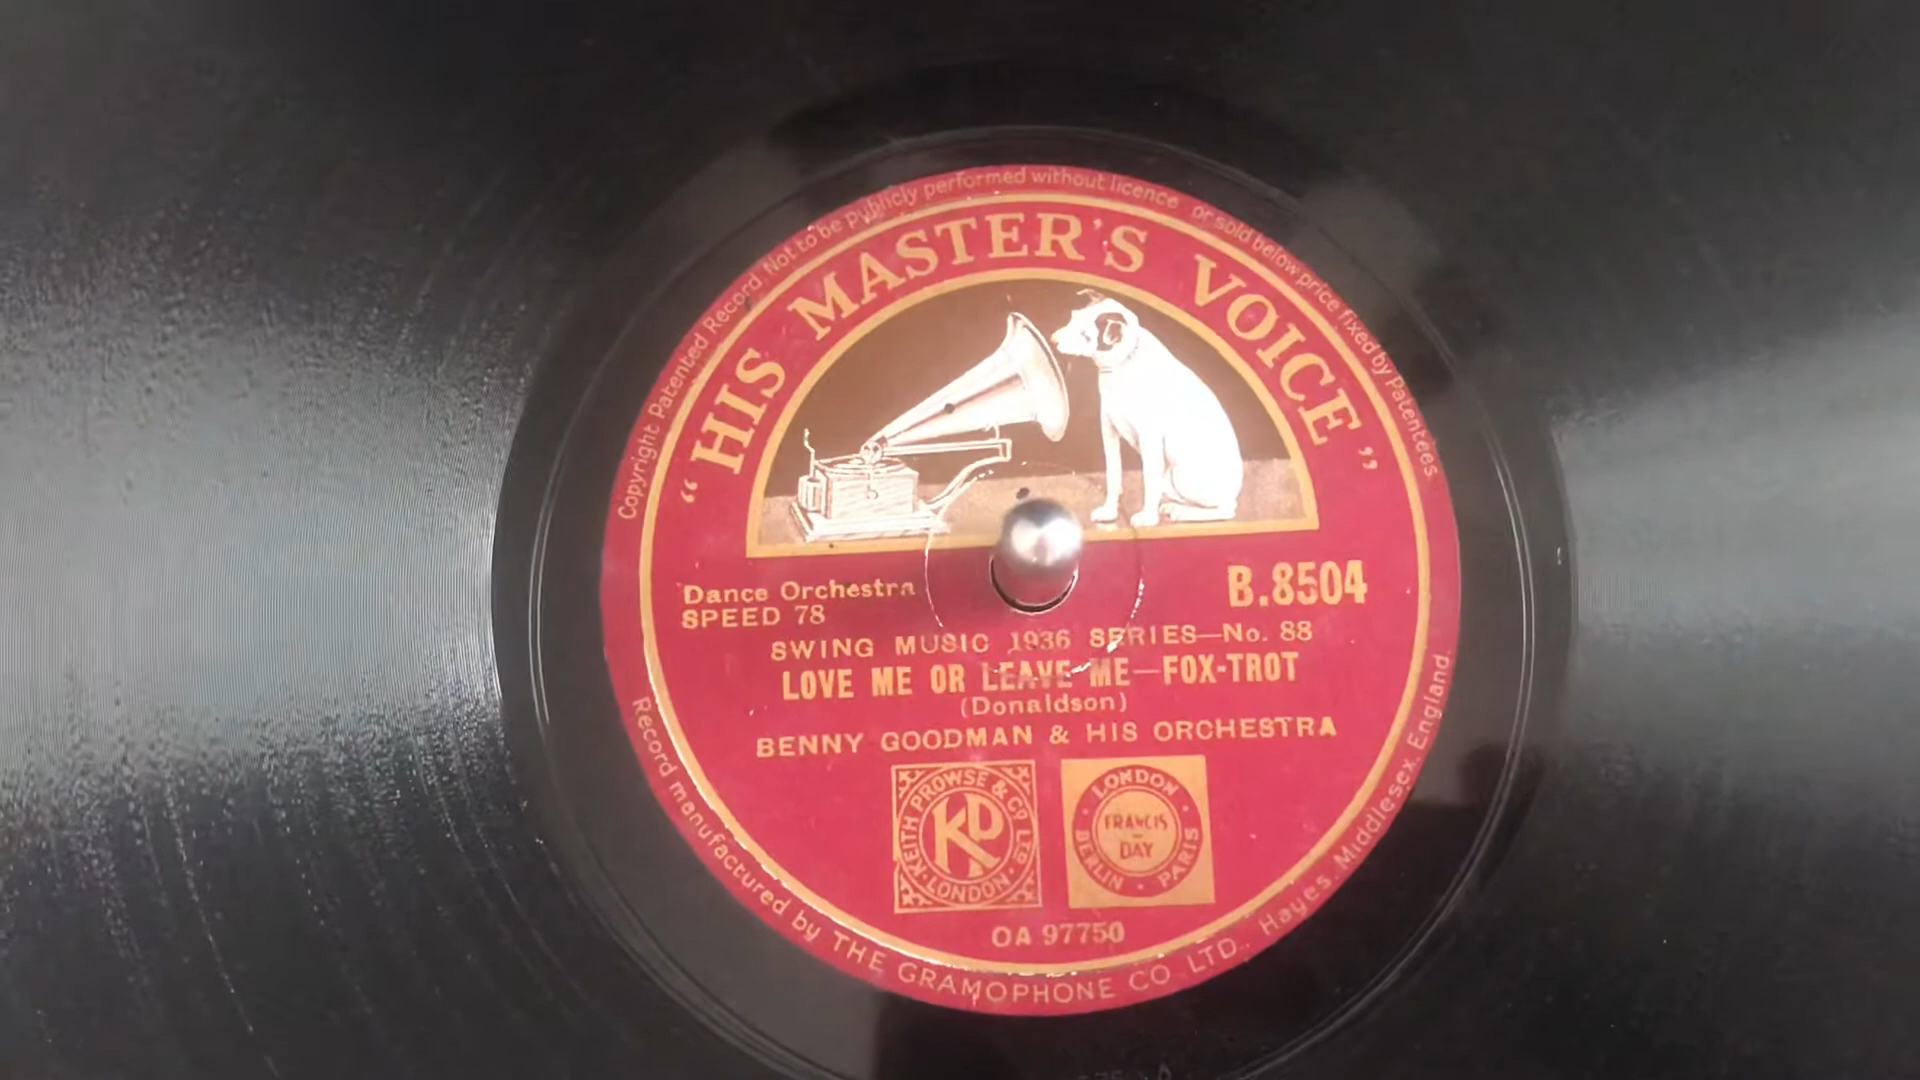 Copyright Patented Record. Not to be publicly performed without licence or sold below price fixed by Patentees.
"HIS MASTER'S VOICE"
Dance Orchestra
SPEED 78
B.8504
SWING MUSIC 1936 SERIES—No. 88
LOVE ME OR LEAVE ME—FOX-TROT
(Donaldson)
BENNY GOODMAN & HIS ORCHESTRA
KEITH PROWSE & CO LTD.
KP
LONDON
LONDON
FRANCIS - DAY
BERLIN · PARIS
OA 97750
Record manufactured by THE GRAMOPHONE CO. LTD., Hayes, Middlesex, England.